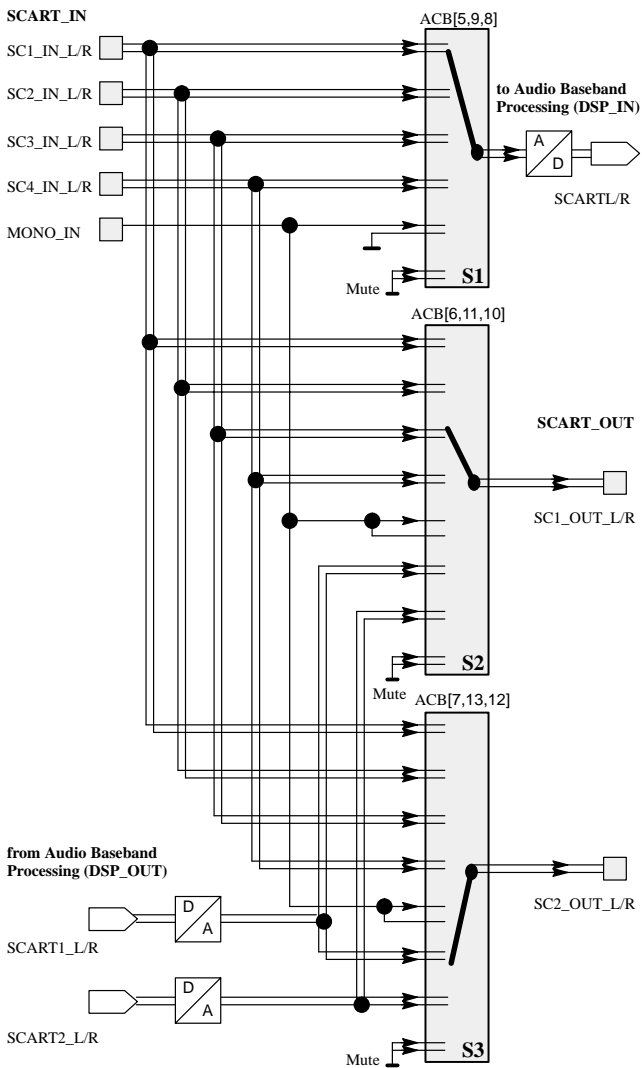 SCART_IN
ACB[5,9,8]
SC1_IN_L/R
SC2_IN_L/R
to Audio Baseband
Processing (DSP_IN)
SC3_IN_L/R
A
D
SC4_IN_L/R
SCARTL/R
MONO_IN
S1
Mute
ACB[6,11,10]
SCART_OUT
SC1_OUT_L/R
S2
Mute
ACB[7,13,12]
from Audio Baseband
Processing (DSP_OUT)
D
A
SC2_OUT_L/R
SCART1_L/R
D
A
SCART2_L/R
S3
Mute